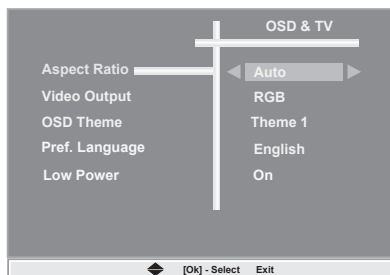 OSD & TV
Aspect Ratio Auto
Video Output RGB
OSD Theme Theme 1
Pref. Language English
Low Power On
[Ok] - Select Exit